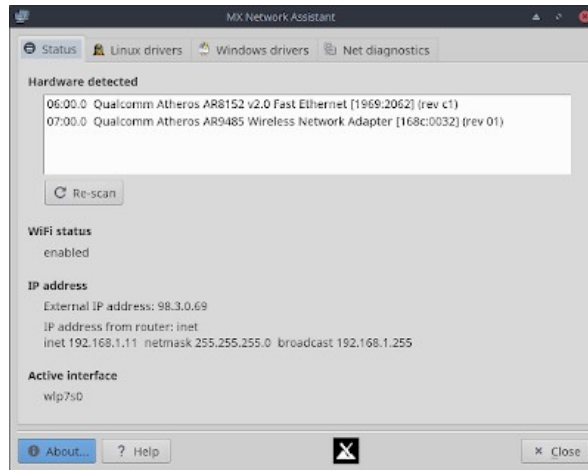 MX Network Assistant
Status Linux drivers Windows drivers Net diagnostics
Hardware detected
06:00.0 Qualcomm Atheros AR8152 v2.0 Fast Ethernet [1969:2062] (rev c1)
07:00.0 Qualcomm Atheros AR9485 Wireless Network Adapter [168c:0032] (rev 01)
Re-scan
WiFi status
enabled
IP address
External IP address: 98.3.0.69
IP address from router: inet
inet 192.168.1.11 netmask 255.255.255.0 broadcast 192.168.1.255
Active interface
wlp7s0
About... ? Help Close